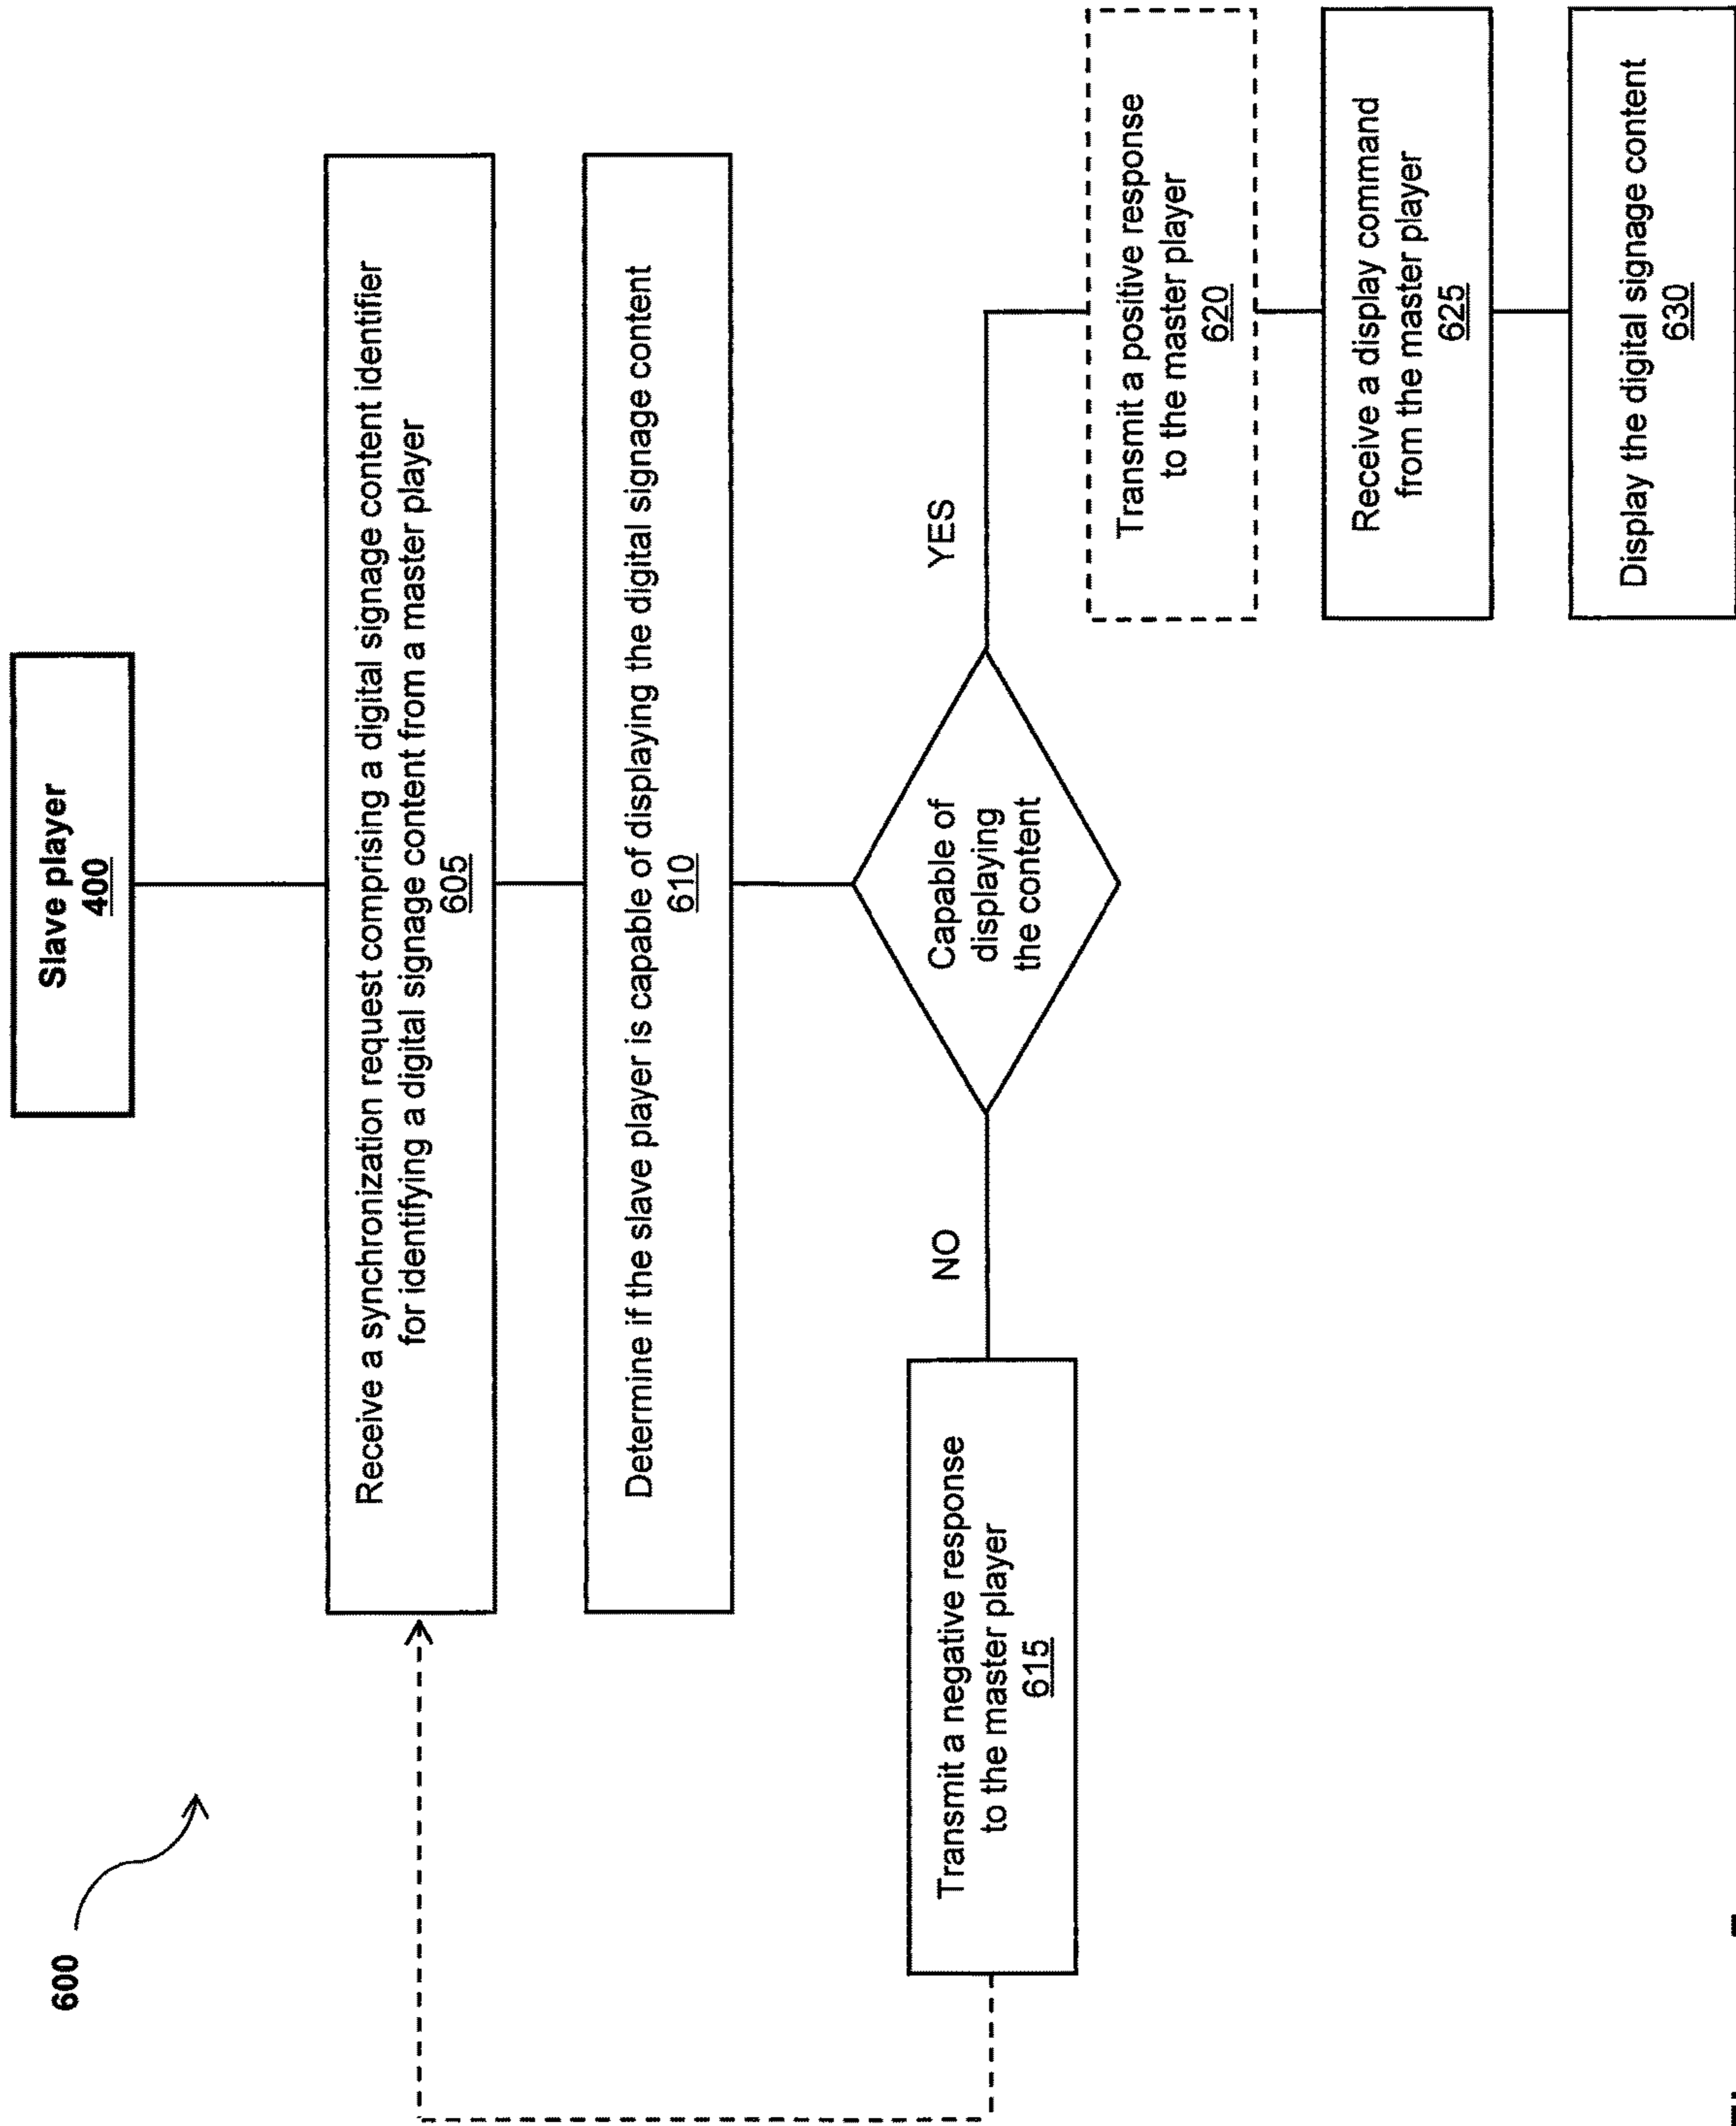 600
Slave player
400
Receive a synchronization request comprising a digital signage content identifier
for identifying a digital signage content from a master player
605
Determine if the slave player is capable of displaying the digital signage content
610
Capable of
displaying
the content
NO
YES
Transmit a negative response
to the master player
615
Transmit a positive response
to the master player
620
Receive a display command
from the master player
625
Display the digital signage content
630